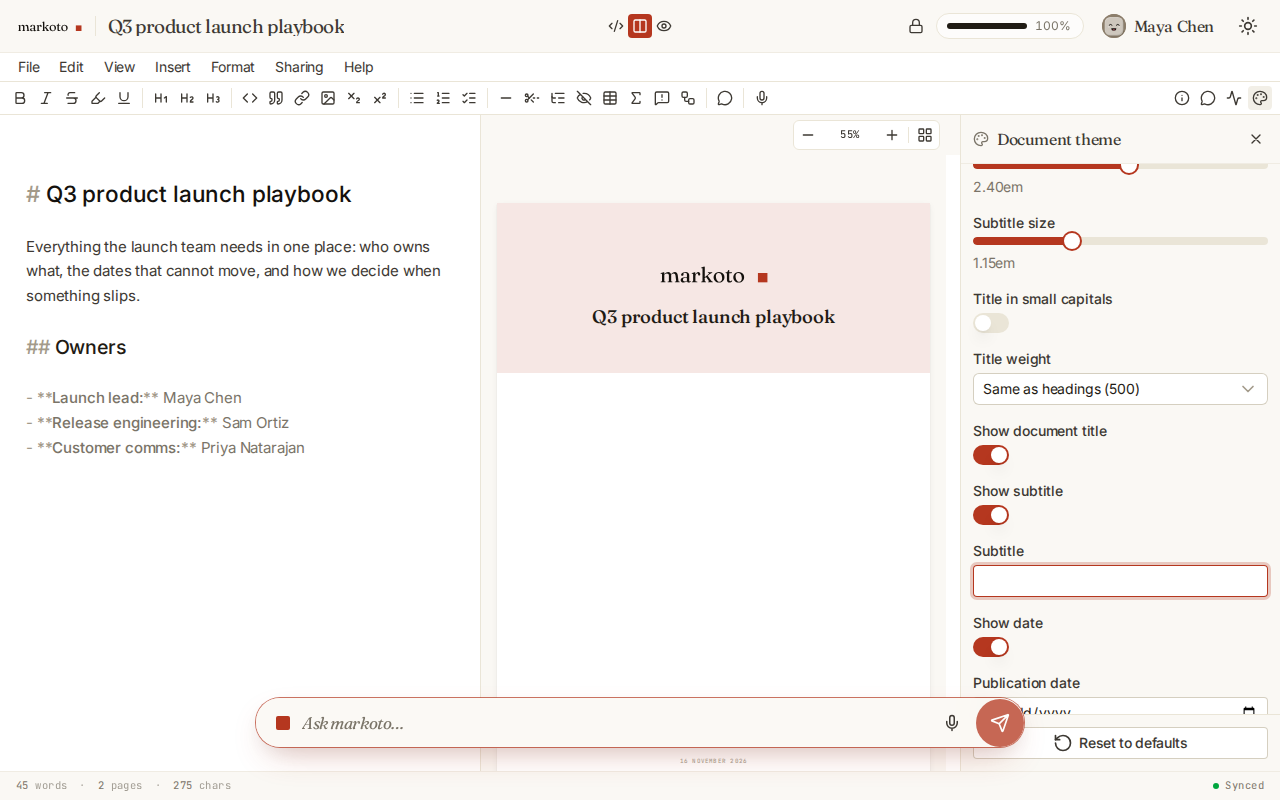 markoto
Q3 product launch playbook
100%
Maya Chen
File Edit View Insert Format Sharing Help
H1 H2 H3
55%
Document theme
# Q3 product launch playbook
Everything the launch team needs in one place: who owns
what, the dates that cannot move, and how we decide when
something slips.
## Owners
- **Launch lead:** Maya Chen
- **Release engineering:** Sam Ortiz
- **Customer comms:** Priya Natarajan
markoto
Q3 product launch playbook
16 NOVEMBER 2026
2.40em
Subtitle size
1.15em
Title in small capitals
Title weight
Same as headings (500)
Show document title
Show subtitle
Subtitle
Show date
Publication date
Reset to defaults
Ask markoto...
45 words · 2 pages · 275 chars
Synced